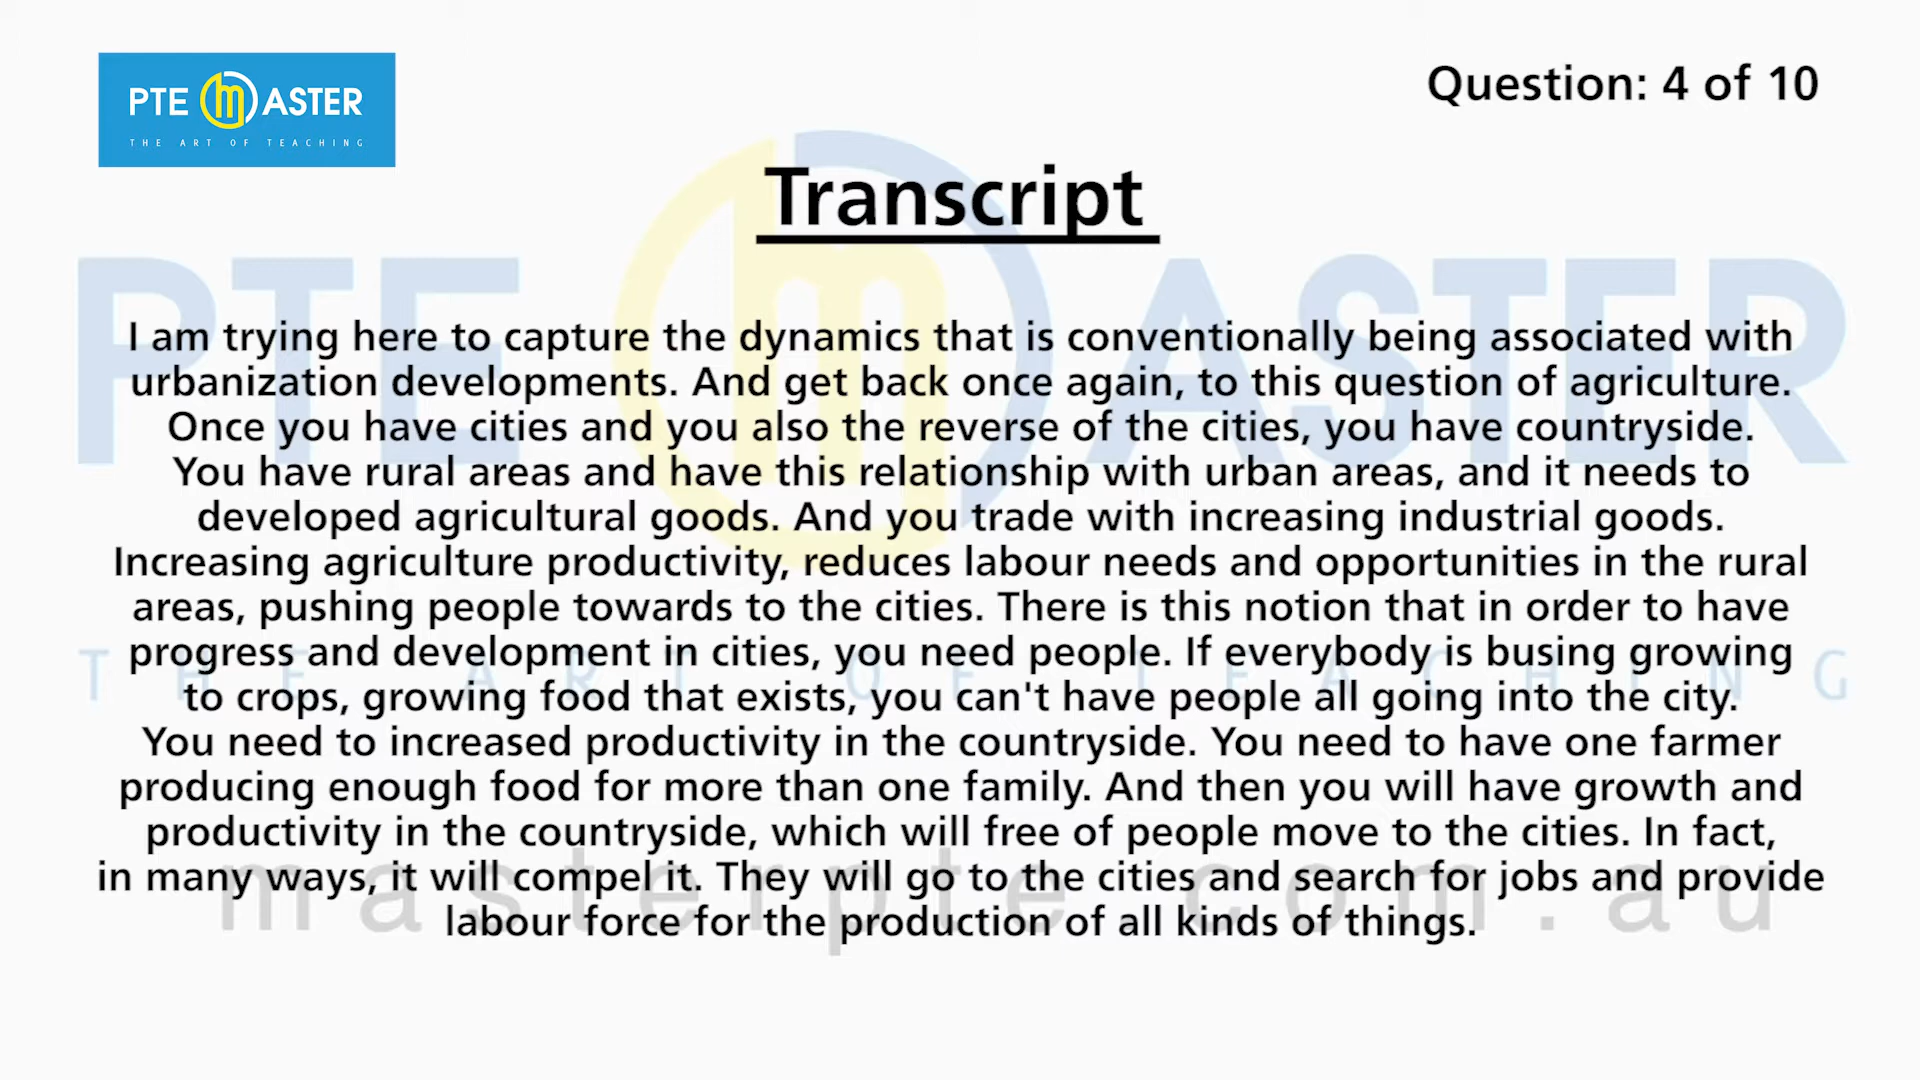 PTE MASTER
THE ART OF TEACHING
Question: 4 of 10
Transcript
I am trying here to capture the dynamics that is conventionally being associated with
urbanization developments. And get back once again, to this question of agriculture.
Once you have cities and you also the reverse of the cities, you have countryside.
You have rural areas and have this relationship with urban areas, and it needs to
developed agricultural goods. And you trade with increasing industrial goods.
Increasing agriculture productivity, reduces labour needs and opportunities in the rural
areas, pushing people towards to the cities. There is this notion that in order to have
progress and development in cities, you need people. If everybody is busing growing
to crops, growing food that exists, you can't have people all going into the city.
You need to increased productivity in the countryside. You need to have one farmer
producing enough food for more than one family. And then you will have growth and
productivity in the countryside, which will free of people move to the cities. In fact,
in many ways, it will compel it. They will go to the cities and search for jobs and provide
labour force for the production of all kinds of things.
PTE MASTER
THE ART OF TEACHING
masterpte.com.au